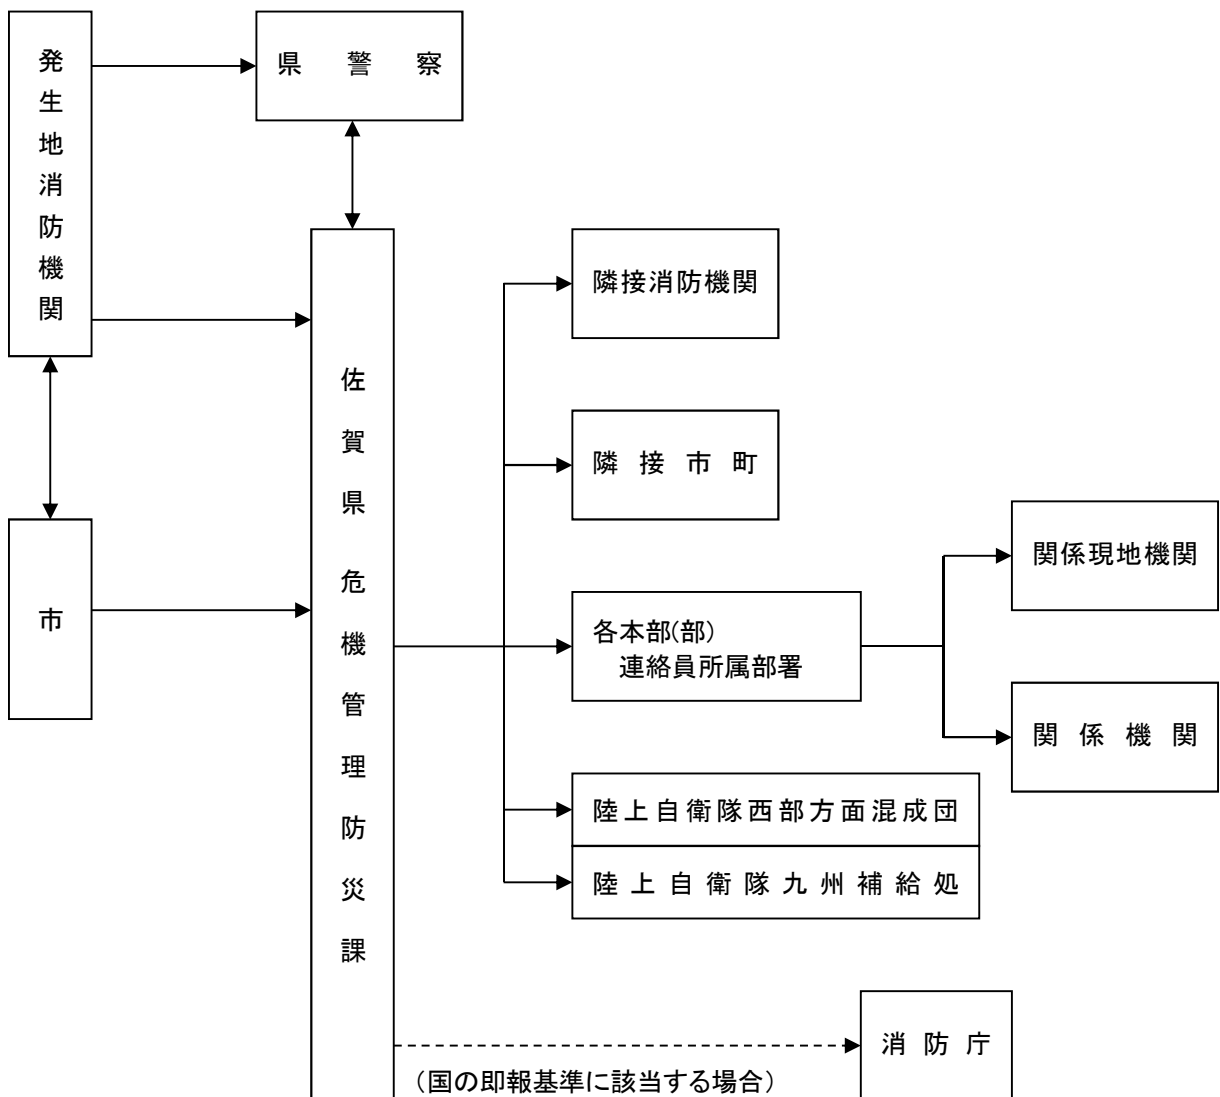 発生地消防機関
県警察
佐賀県 危機管理防災課
市
隣接消防機関
隣接市町
各本部(部)
連絡員所属部署
関係現地機関
関係機関
陸上自衛隊西部方面混成団
陸上自衛隊九州補給処
消防庁
（国の即報基準に該当する場合）